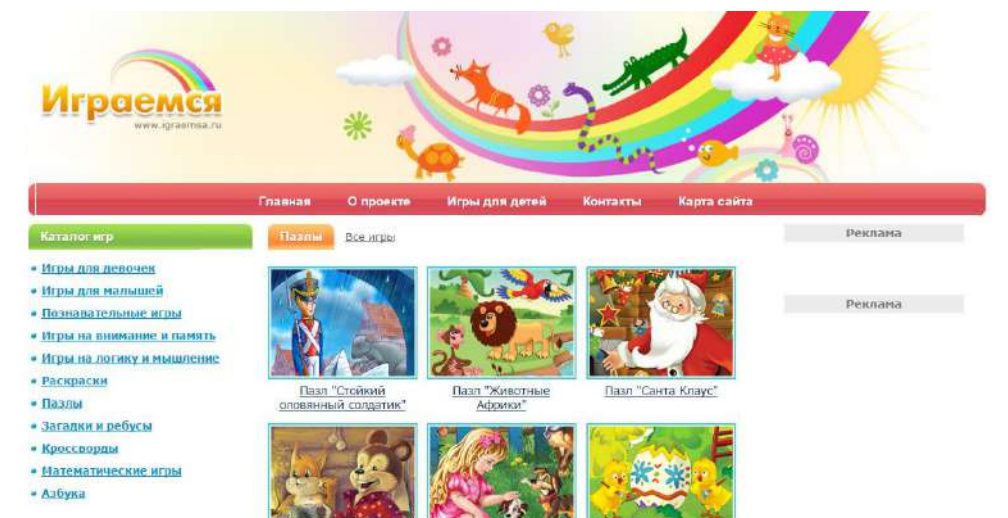 Играемся
www.igraemsa.ru
Главная О проекте Игры для детей Контакты Карта сайта
Каталог игр
Игры для девочек
Игры для малышей
Познавательные игры
Игры на внимание и память
Игры на логику и мышление
Раскраски
Пазлы
Загадки и ребусы
Кроссворды
Математические игры
Азбука
Пазлы Все игры
Пазл "Стойкий
оловянный солдатик"
Пазл "Животные
Африки"
Пазл "Санта Клаус"
Реклама
Реклама